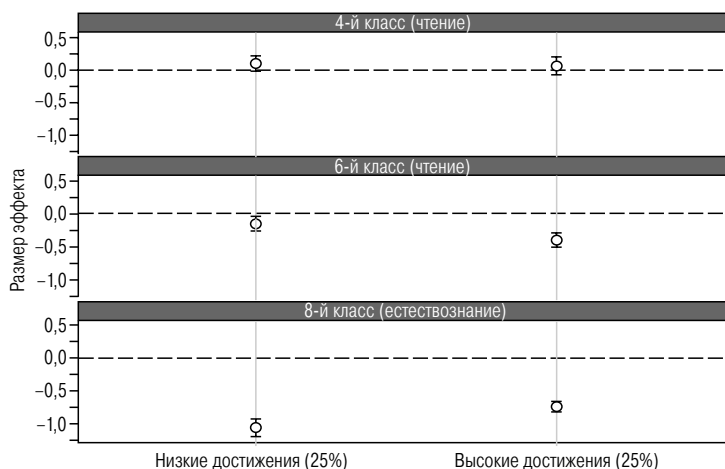 4-й класс (чтение)
0,5
0,0
−0,5
−1,0
6-й класс (чтение)
0,5
0,0
−0,5
−1,0
8-й класс (естествознание)
0,5
0,0
−0,5
−1,0
Размер эффекта
Низкие достижения (25%) Высокие достижения (25%)